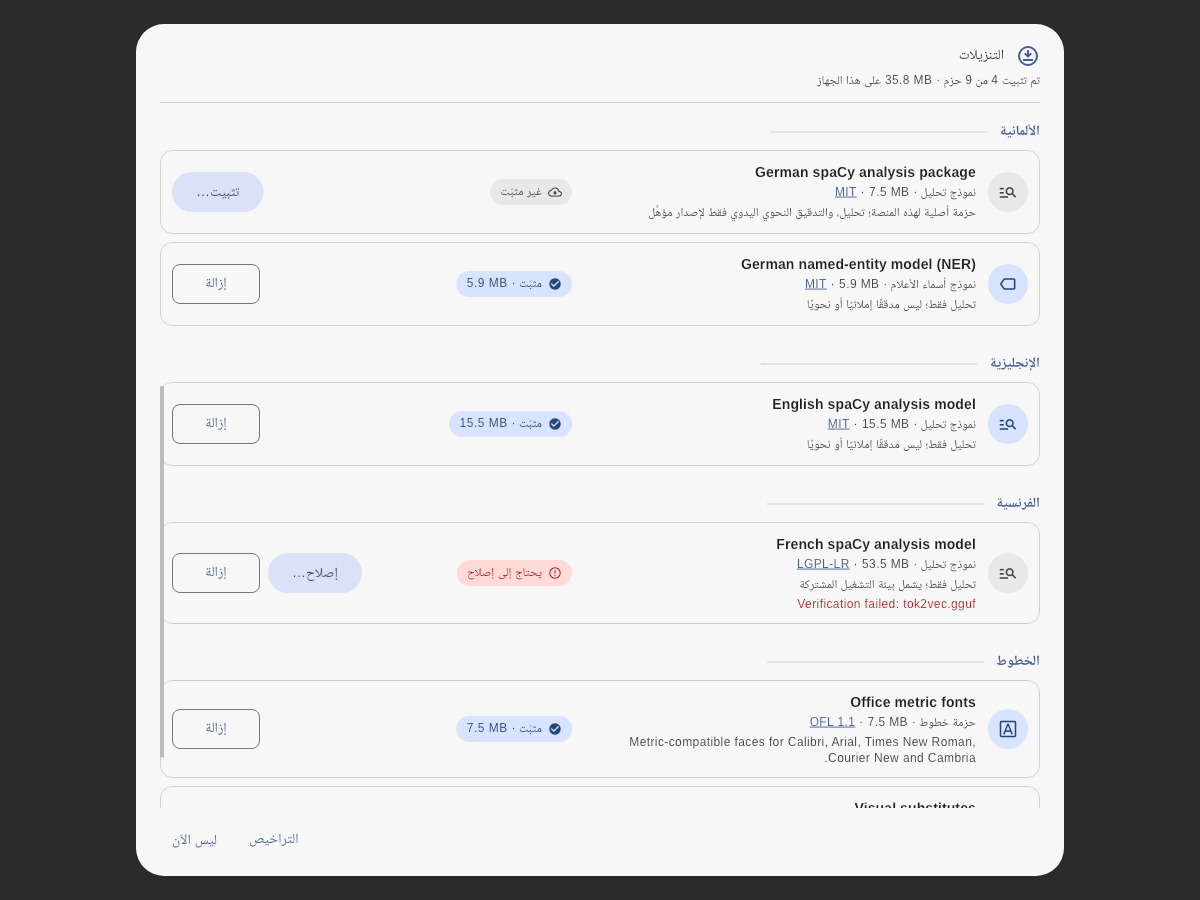 التنزيلات
تم تثبيت 4 من 9 حزم · 35.8 MB على هذا الجهاز
الألمانية
German spaCy analysis package
نموذج تحليل · 7.5 MB · MIT
حزمة أصلية لهذه المنصة؛ تحليل، والتدقيق النحوي اليدوي فقط لإصدار مؤهَّل
غير مثبَت
تثبيت…
German named-entity model (NER)
نموذج أسماء الأعلام · 5.9 MB · MIT
تحليل فقط؛ ليس مدققًا إملائيًا أو نحويًا
مثبَت · 5.9 MB
إزالة
الإنجليزية
English spaCy analysis model
نموذج تحليل · 15.5 MB · MIT
تحليل فقط؛ ليس مدققًا إملائيًا أو نحويًا
مثبَت · 15.5 MB
إزالة
الفرنسية
French spaCy analysis model
نموذج تحليل · 53.5 MB · LGPL-LR
تحليل فقط؛ يشمل بيئة التشغيل المشتركة
Verification failed: tok2vec.gguf
يحتاج إلى إصلاح
إصلاح…
إزالة
الخطوط
Office metric fonts
حزمة خطوط · 7.5 MB · OFL 1.1
Metric-compatible faces for Calibri, Arial, Times New Roman,
Courier New and Cambria.
مثبَت · 7.5 MB
إزالة
Visual substitutes
التراخيص
ليس الآن